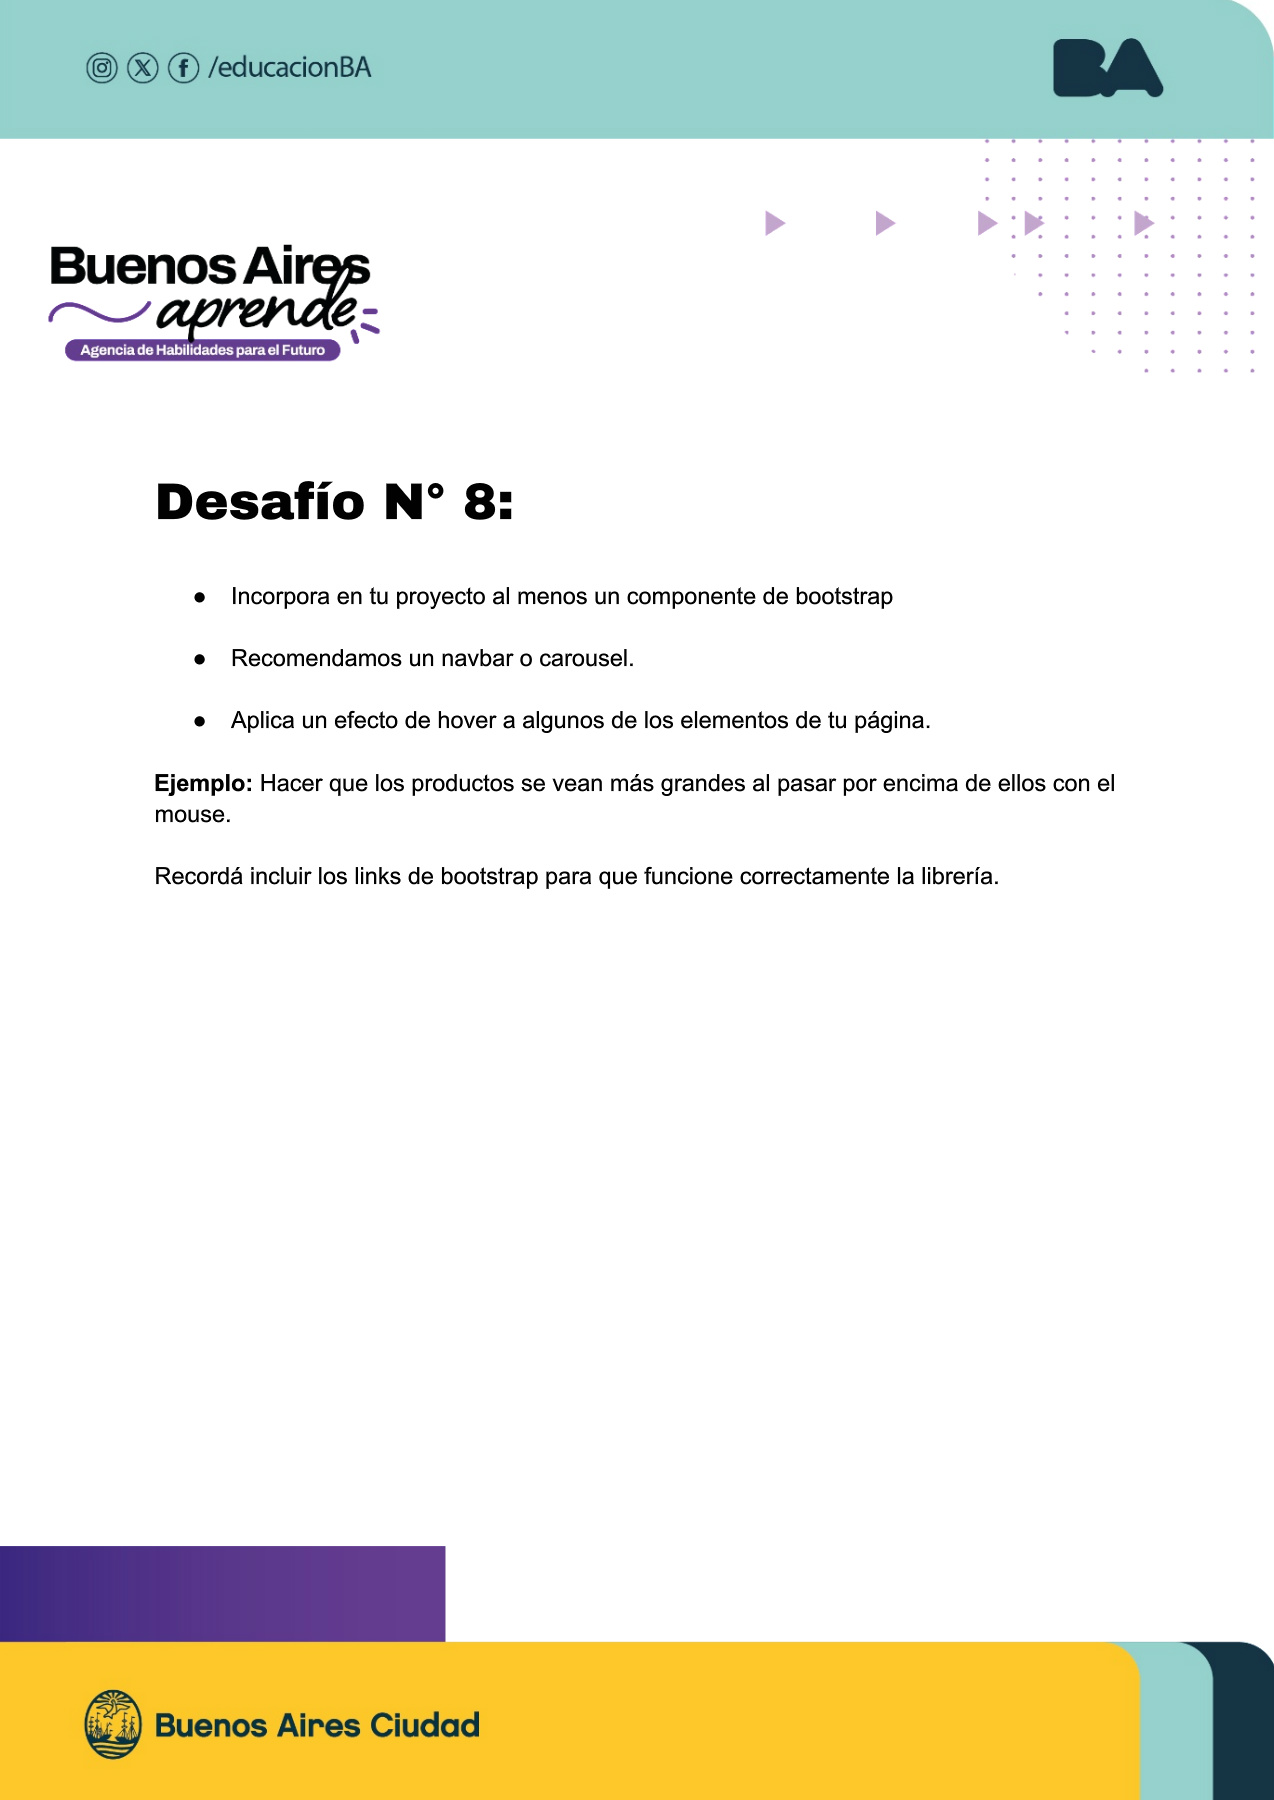 /educacionBA
BA
Buenos Aires
aprende
Agencia de Habilidades para el Futuro
Desafío N° 8:
● Incorpora en tu proyecto al menos un componente de bootstrap
● Recomendamos un navbar o carousel.
● Aplica un efecto de hover a algunos de los elementos de tu página.
Ejemplo: Hacer que los productos se vean más grandes al pasar por encima de ellos con el
mouse.
Recordá incluir los links de bootstrap para que funcione correctamente la librería.
Buenos Aires Ciudad